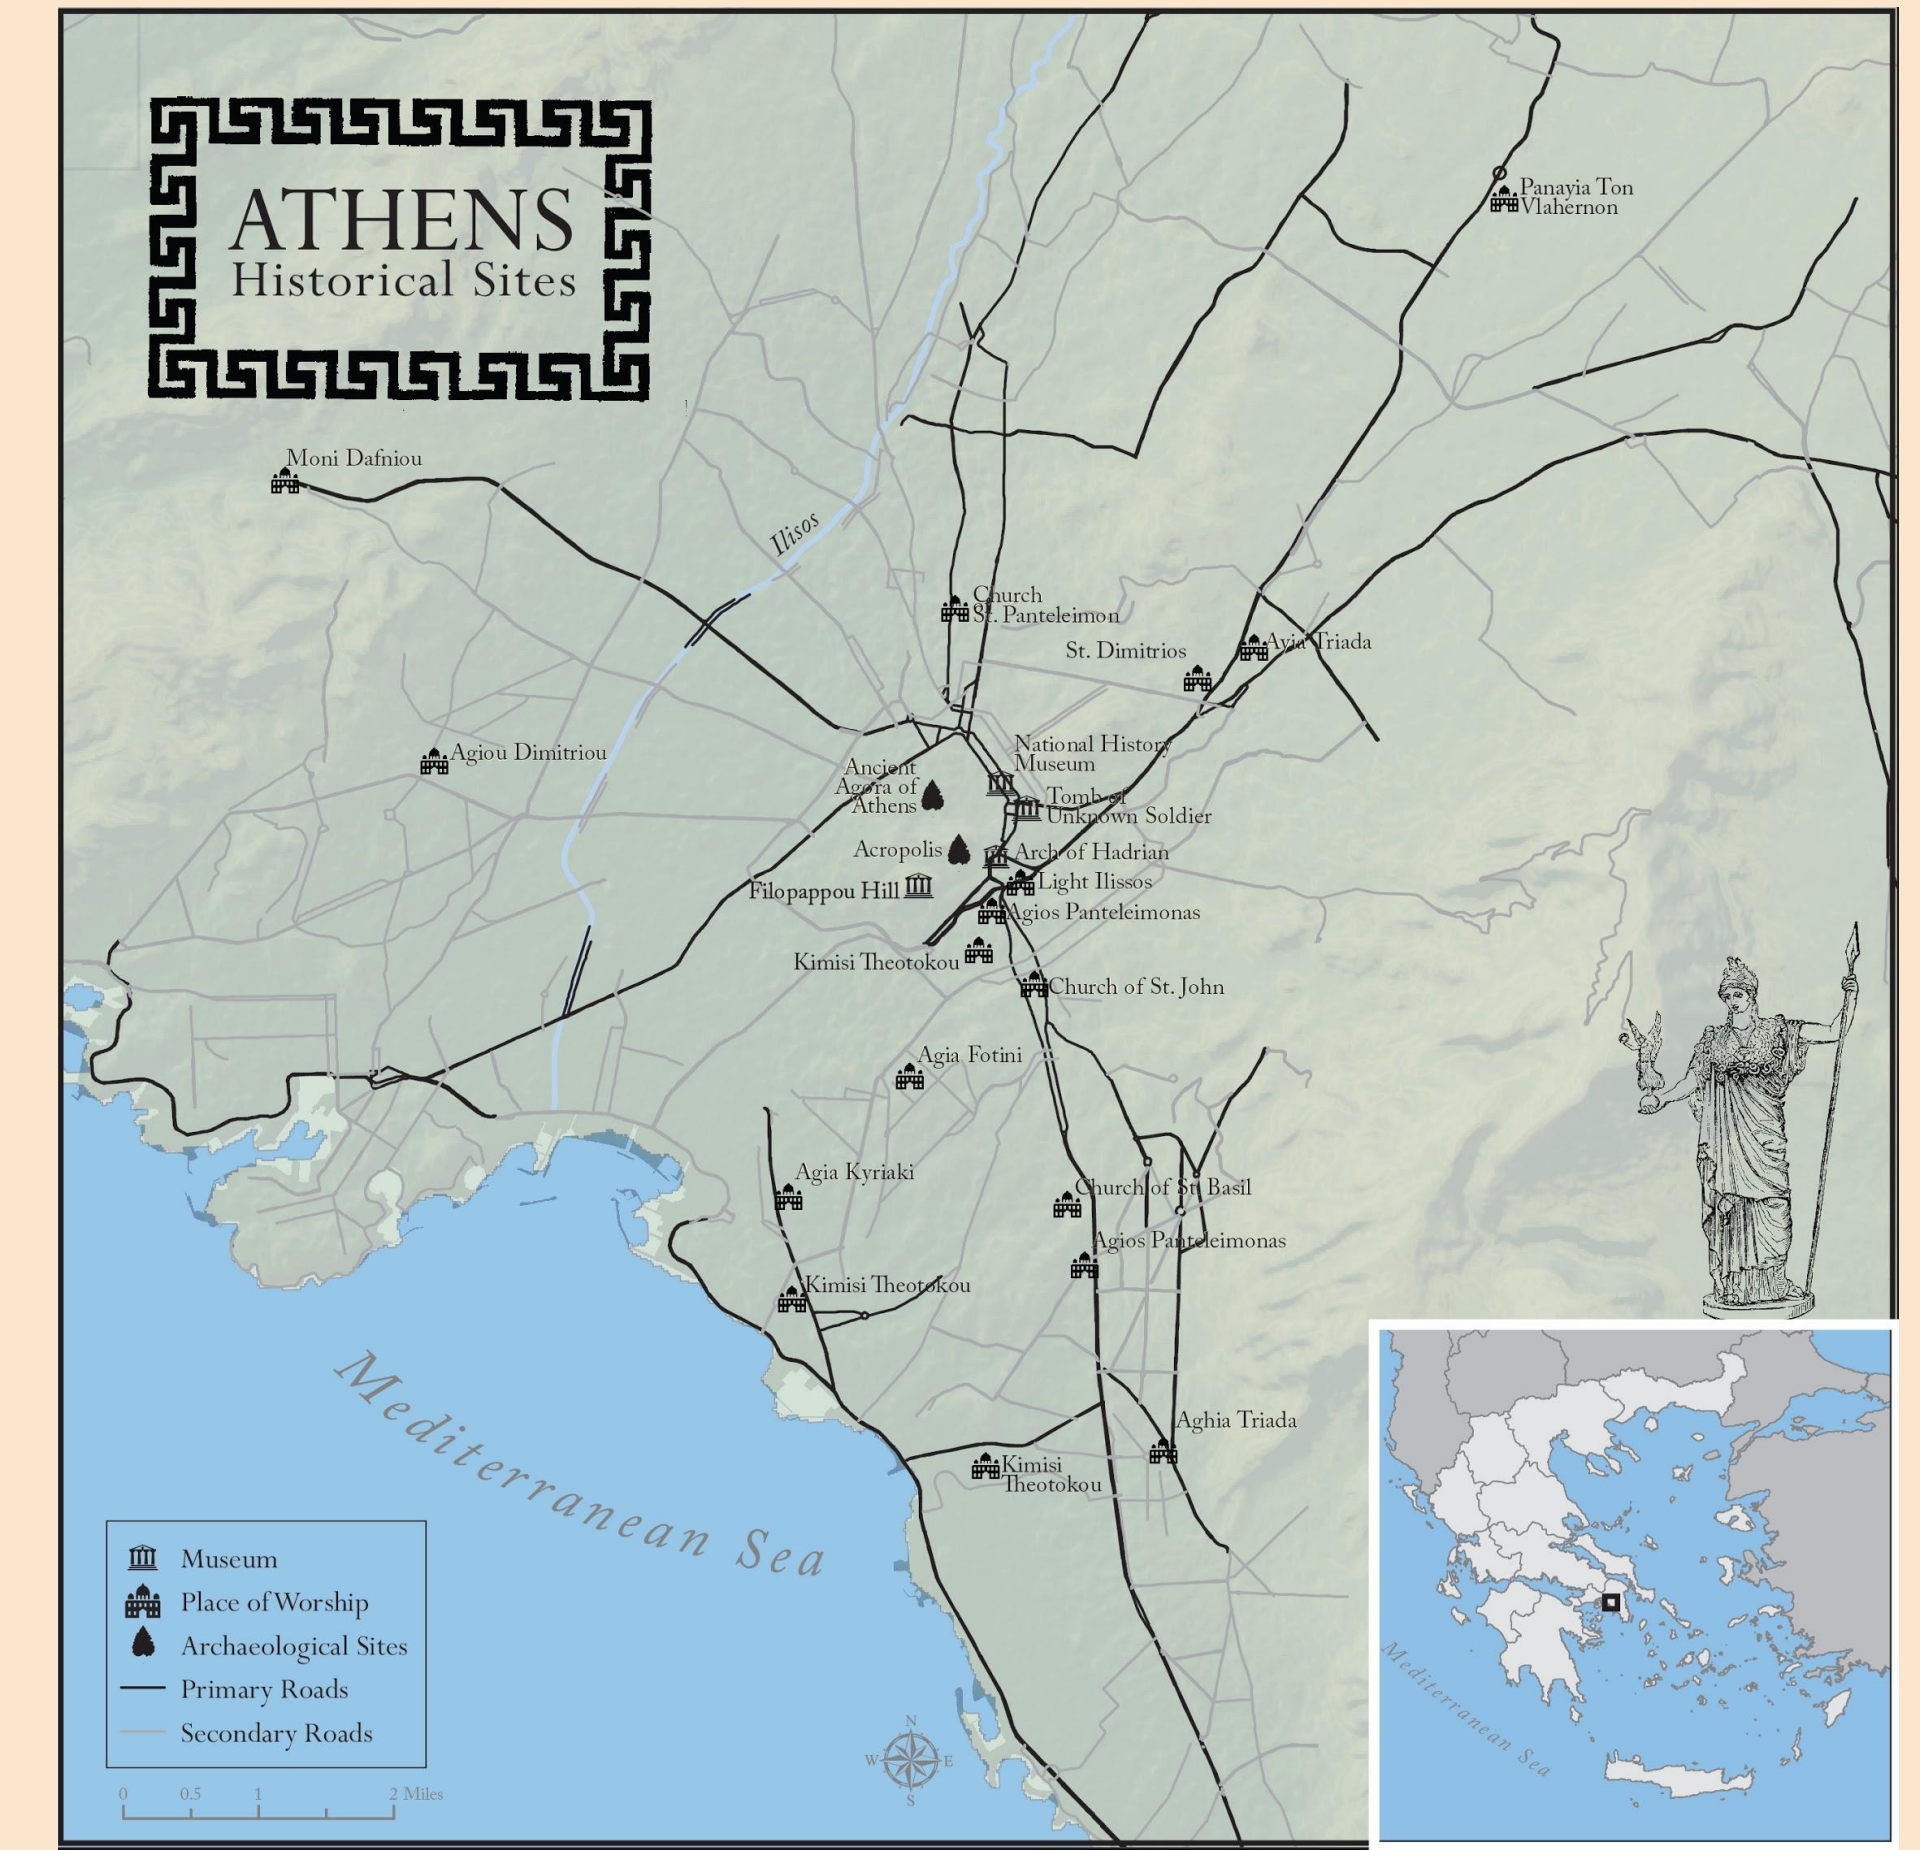 ATHENS
Historical Sites
Panayia Ton
Vlahernon
Moni Dafniou
Ilisos
Church
St. Panteleimon
St. Dimitrios
Ayia Triada
National History
Museum
Agiou Dimitriou
Ancient
Agora of
Athens
Tomb of
Unknown Soldier
Acropolis
Arch of Hadrian
Filopappou Hill
Light Ilissos
Agios Panteleimonas
Kimisi Theotokou
Church of St. John
Agia Fotini
Agia Kyriaki
Church of St. Basil
Agios Panteleimonas
Kimisi Theotokou
Mediterranean Sea
Aghia Triada
Kimisi
Theotokou
Museum
Place of Worship
Archaeological Sites
Primary Roads
Secondary Roads
0 0.5 1 2 Miles
N
W E
S
Mediterranean Sea